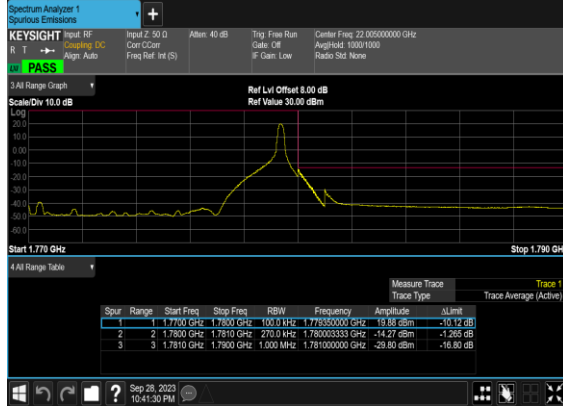 Spectrum Analyzer 1
Spurious Emissions
+
KEYSIGHT Input: RF Input Z: 50 Ω Atten: 40 dB Trig: Free Run Center Freq: 22.005000000 GHz
R T Coupling: DC Corr CCorr Gate: Off Avg|Hold: 1000/1000
Align: Auto Freq Ref: Int (S) IF Gain: Low Radio Std: None
PASS
3 All Range Graph
Ref Lvl Offset 8.00 dB
Scale/Div 10.0 dB Ref Value 30.00 dBm
Log
20.0
10.0
0.00
-10.0
-20.0
-30.0
-40.0
-50.0
-60.0
Start 1.770 GHz Stop 1.790 GH
4 All Range Table
Measure Trace Trace 1
Trace Type Trace Average (Active)
Spur Range Start Freq Stop Freq RBW Frequency Amplitude ΔLimit
1 1 1.7700 GHz 1.7800 GHz 100.0 kHz 1.779350000 GHz 19.88 dBm -10.12 dB
2 2 1.7800 GHz 1.7810 GHz 270.0 kHz 1.780003333 GHz -14.27 dBm -1.265 dB
3 3 1.7810 GHz 1.7900 GHz 1.000 MHz 1.781000000 GHz -29.80 dBm -16.80 dB
?
Sep 28, 2023
10:41:30 PM